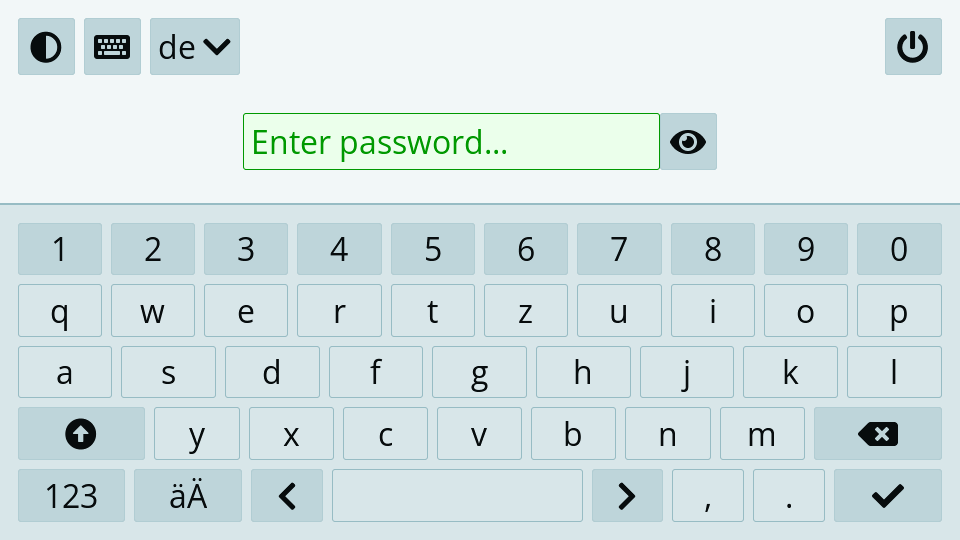 de
Enter password...
1 2 3 4 5 6 7 8 9 0
q w e r t z u i o p
a s d f g h j k l
y x c v b n m
123 äÄ , .